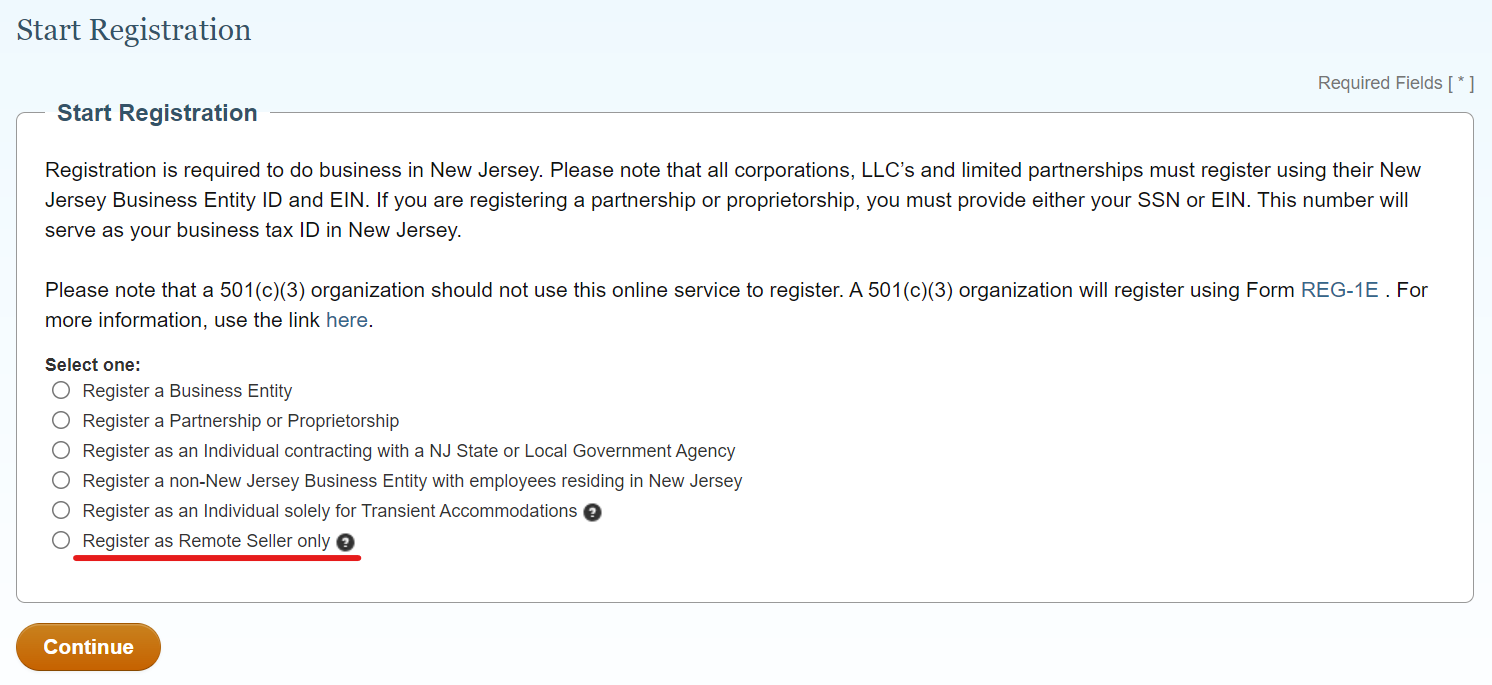 Start Registration
Required Fields [ * ]
Start Registration
Registration is required to do business in New Jersey. Please note that all corporations, LLC’s and limited partnerships must register using their New
Jersey Business Entity ID and EIN. If you are registering a partnership or proprietorship, you must provide either your SSN or EIN. This number will
serve as your business tax ID in New Jersey.
Please note that a 501(c)(3) organization should not use this online service to register. A 501(c)(3) organization will register using Form REG-1E . For
more information, use the link here.
Select one:
Register a Business Entity
Register a Partnership or Proprietorship
Register as an Individual contracting with a NJ State or Local Government Agency
Register a non-New Jersey Business Entity with employees residing in New Jersey
Register as an Individual solely for Transient Accommodations ?
Register as Remote Seller only ?
Continue